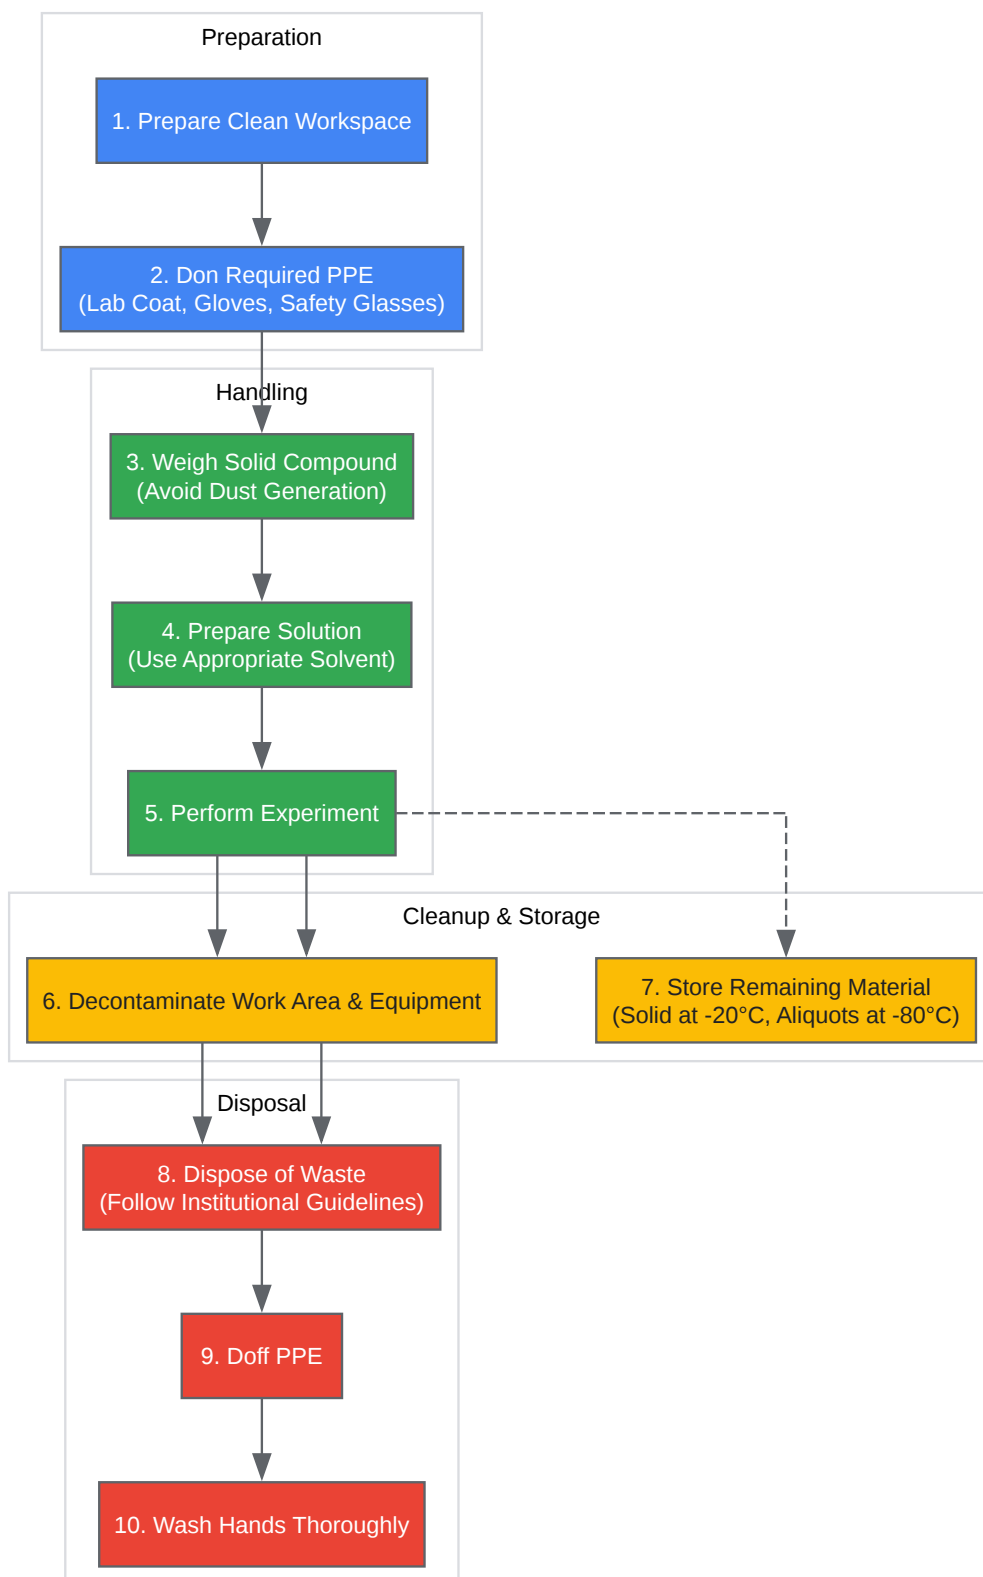 Preparation
1. Prepare Clean Workspace
2. Don Required PPE
(Lab Coat, Gloves, Safety Glasses)
Handling
3. Weigh Solid Compound
(Avoid Dust Generation)
4. Prepare Solution
(Use Appropriate Solvent)
5. Perform Experiment
Cleanup & Storage
6. Decontaminate Work Area & Equipment
7. Store Remaining Material
(Solid at -20°C, Aliquots at -80°C)
Disposal
8. Dispose of Waste
(Follow Institutional Guidelines)
9. Doff PPE
10. Wash Hands Thoroughly